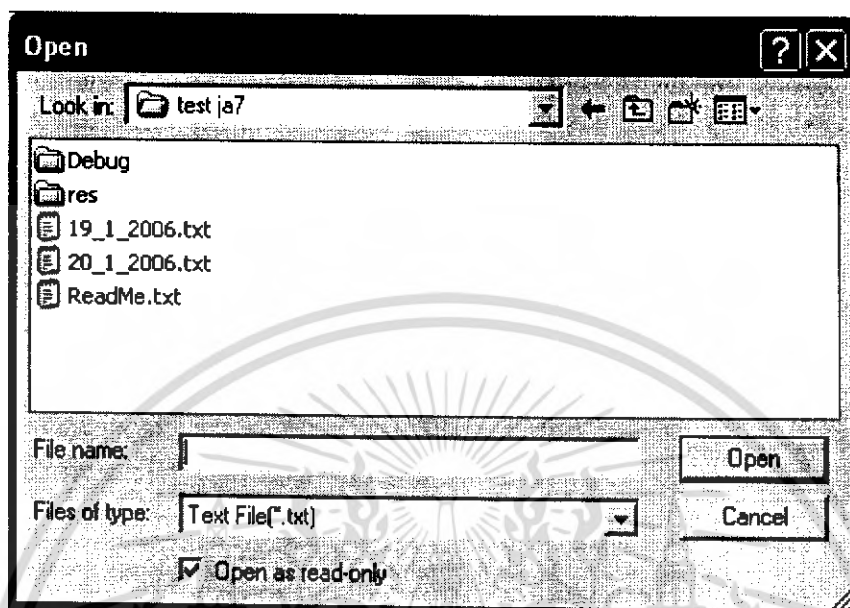 Open
Look in: test ja7
Debug
res
19_1_2006.txt
20_1_2006.txt
ReadMe.txt
File name:
Open
Files of type: Text File(*.txt)
Cancel
Open as read-only